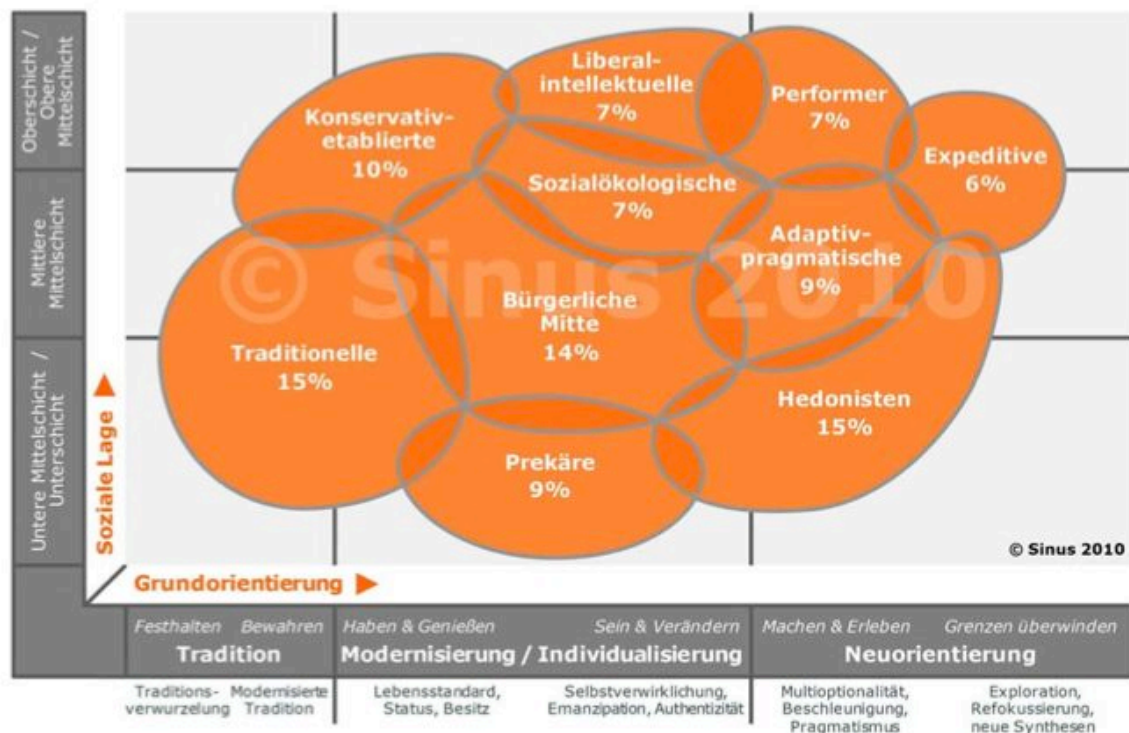 Oberschicht /
Obere
Mittelschicht
Mittlere
Mittelschicht
Untere Mittelschicht /
Unterschicht
Soziale Lage
Konservativ-
etablierte
10%
Liberal-
intellektuelle
7%
Performer
7%
Expeditive
6%
Sozialökologische
7%
Adaptiv-
pragmatische
9%
© Sinus 2010
Bürgerliche
Mitte
14%
Traditionelle
15%
Hedonisten
15%
Prekäre
9%
© Sinus 2010
Grundorientierung
Festhalten Bewahren
Tradition
Haben & Genießen Sein & Verändern
Modernisierung / Individualisierung
Machen & Erleben Grenzen überwinden
Neuorientierung
Traditions-
verwurzelung
Modernisierte
Tradition
Lebensstandard,
Status, Besitz
Selbstverwirklichung,
Emanzipation, Authentizität
Multioptionalität,
Beschleunigung,
Pragmatismus
Exploration,
Refokussierung,
neue Synthesen